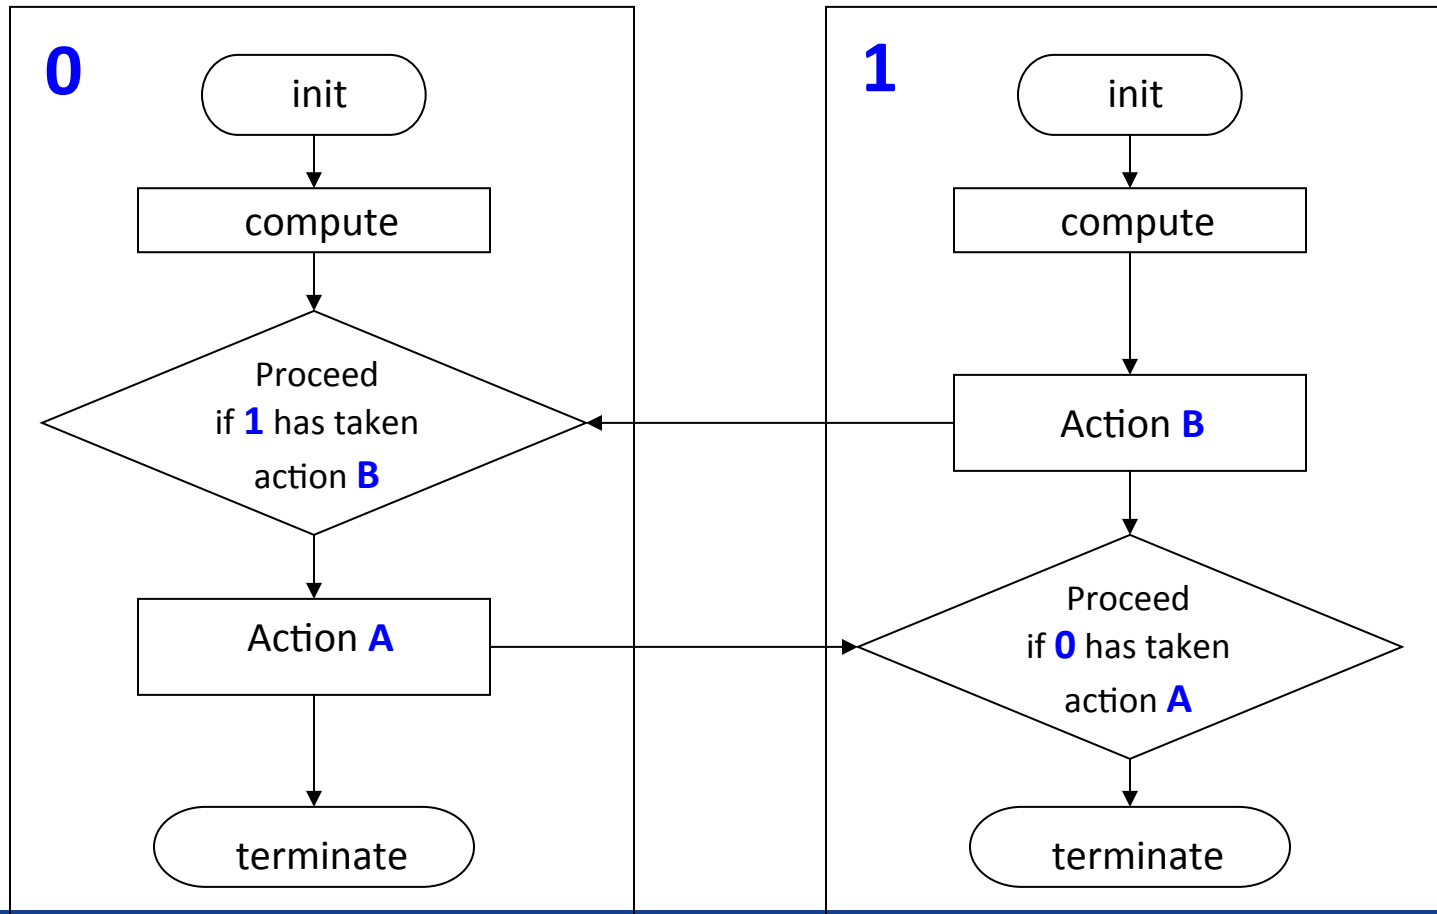 0
init
compute
Proceed
if 1 has taken
action B
Action A
terminate
1
init
compute
Action B
Proceed
if 0 has taken
action A
terminate